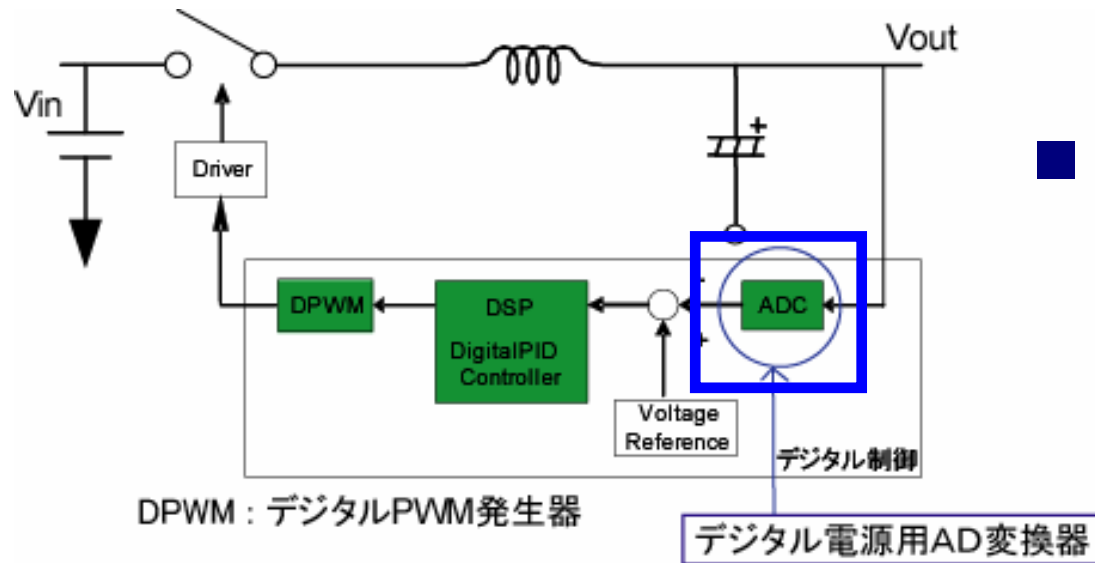 Vout
Vin
+
Driver
DPWM
DSP
DigitalPID
Controller
ADC
-
+
Voltage
Reference
デジタル制御
DPWM：デジタルPWM発生器
デジタル電源用AD変換器